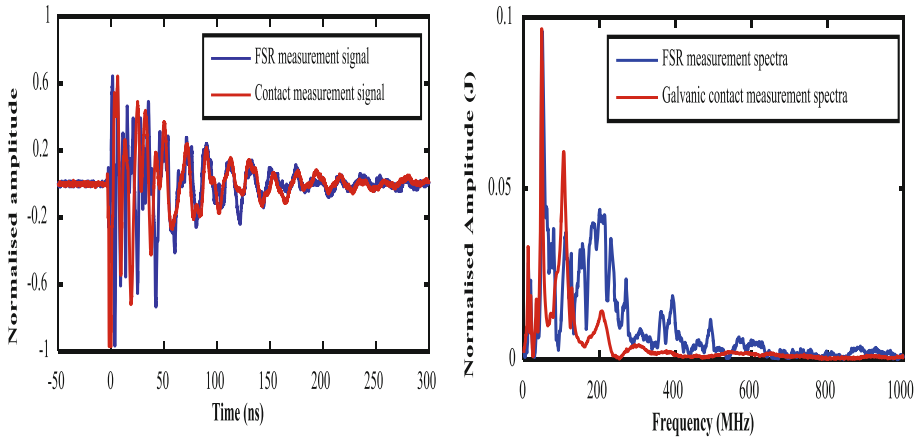 1
0.6
0.2
-0.2
-0.6
-1
Normalised amplitude
FSR measurement signal
Contact measurement signal
-50 0 50 100 150 200 250 300
Time (ns)
0.1
0.05
0
Normalized Amplitude (J)
FSR measurement spectra
Galvanic contact measurement spectra
0 200 400 600 800 1000
Frequency (MHz)